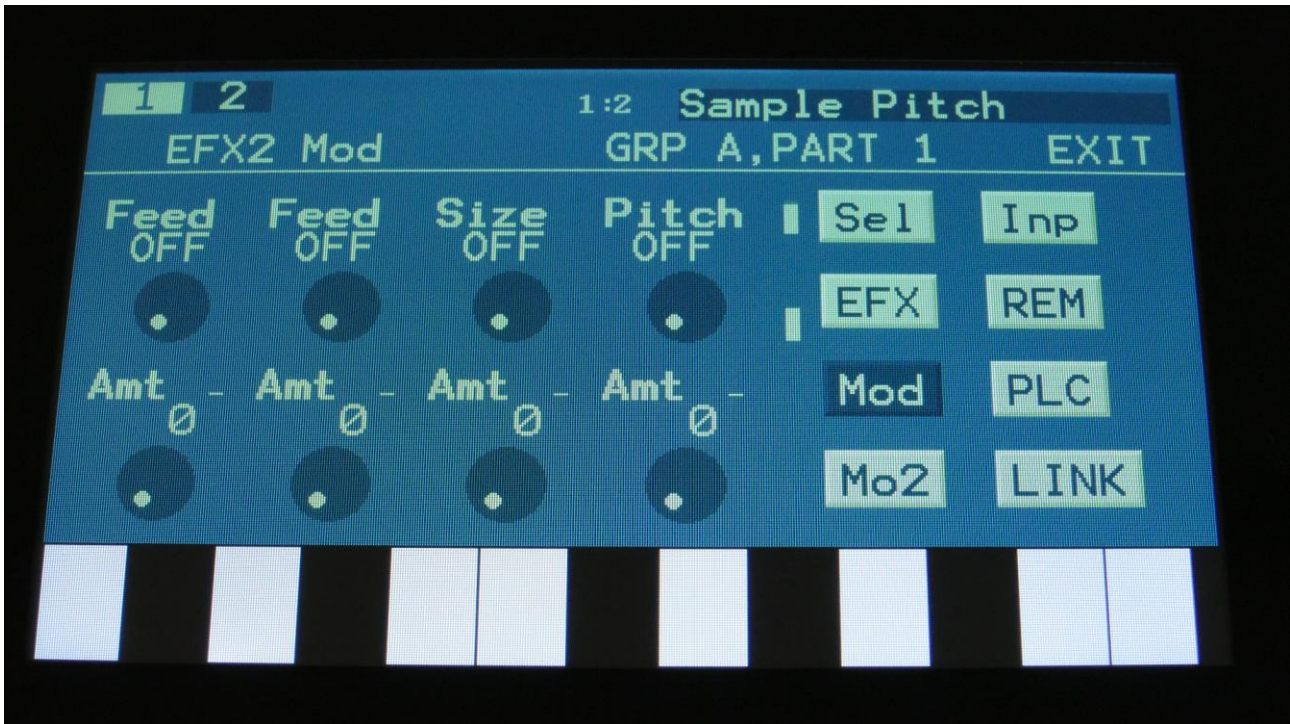 1 2 1:2 Sample Pitch
EFX2 Mod GRP A,PART 1 EXIT
Feed Feed Size Pitch Sel Inp
OFF OFF OFF OFF
EFX REM
Amt - Amt - Amt - Amt - Mod PLC
0 0 0 0
Mo2 LINK